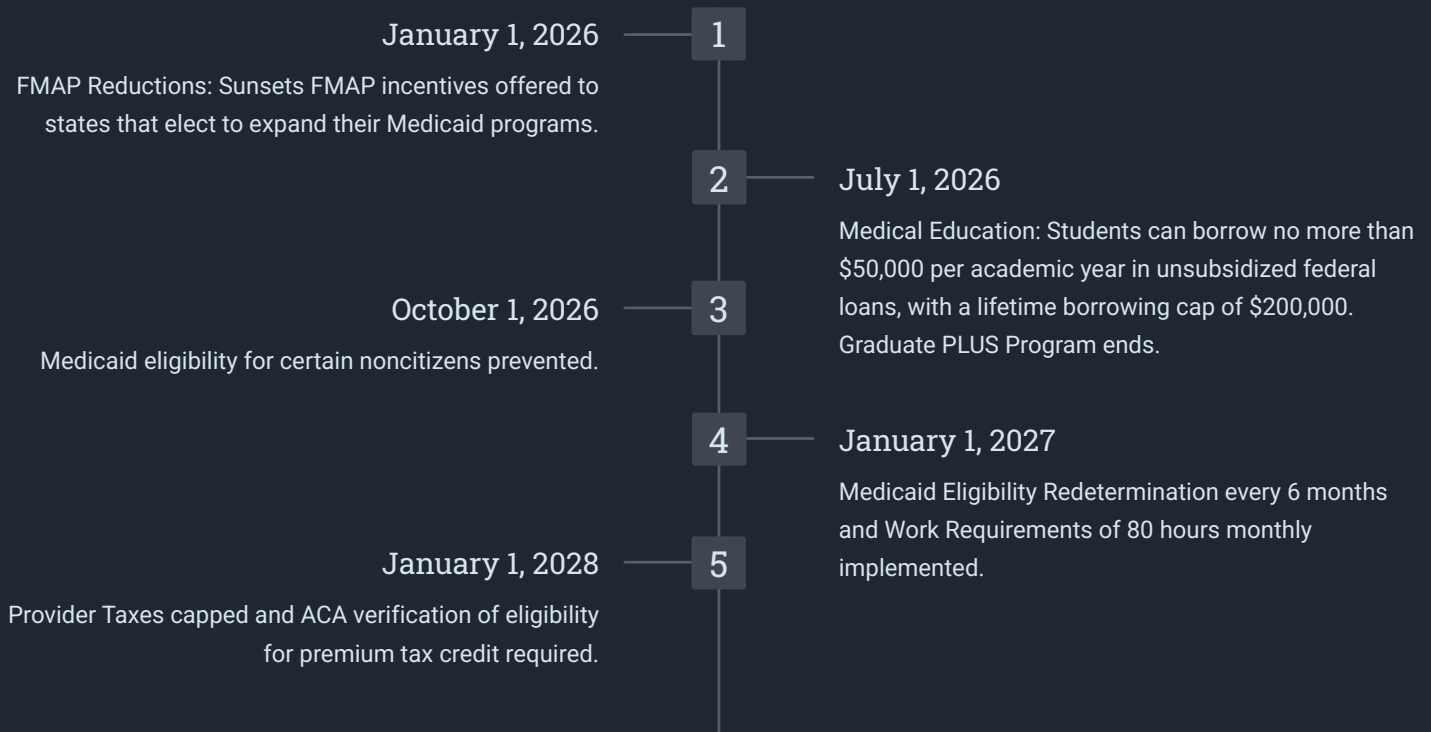 January 1, 2026
1
FMAP Reductions: Sunsets FMAP incentives offered to
states that elect to expand their Medicaid programs.
2
July 1, 2026
Medical Education: Students can borrow no more than
$50,000 per academic year in unsubsidized federal
loans, with a lifetime borrowing cap of $200,000.
Graduate PLUS Program ends.
October 1, 2026
3
Medicaid eligibility for certain noncitizens prevented.
4
January 1, 2027
Medicaid Eligibility Redetermination every 6 months
and Work Requirements of 80 hours monthly
implemented.
January 1, 2028
5
Provider Taxes capped and ACA verification of eligibility
for premium tax credit required.